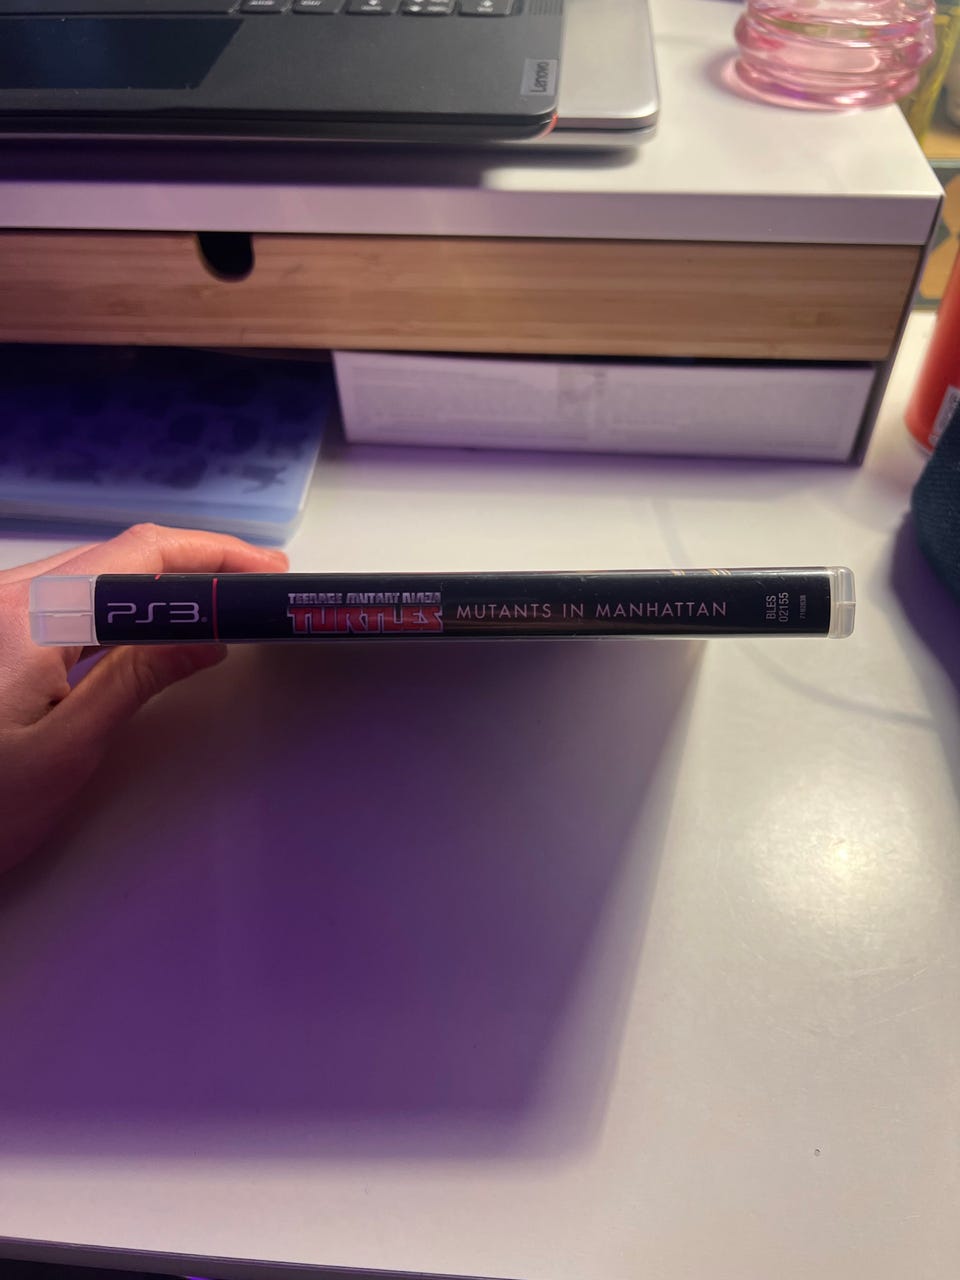 Lenovo
PS3
TEENAGE MUTANT NINJA
TURTLES
MUTANTS IN MANHATTAN
BLES
02155